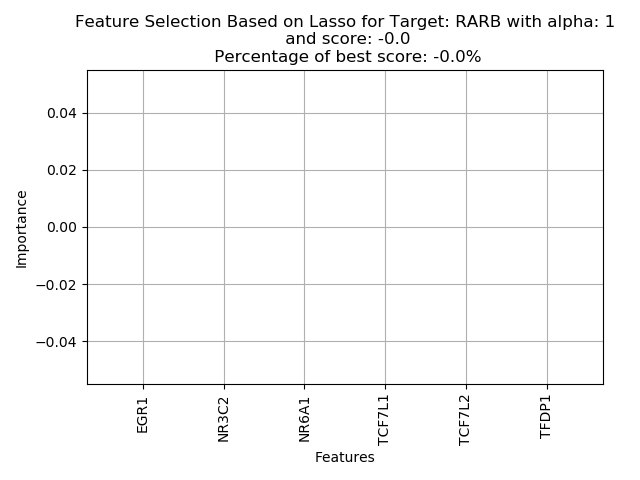 Feature Selection Based on Lasso for Target: RARB with alpha: 1
and score: -0.0
Percentage of best score: -0.0%
0.04
0.02
0.00
−0.02
−0.04
Importance
EGR1
NR3C2
NR6A1
TCF7L1
TCF7L2
TFDP1
Features